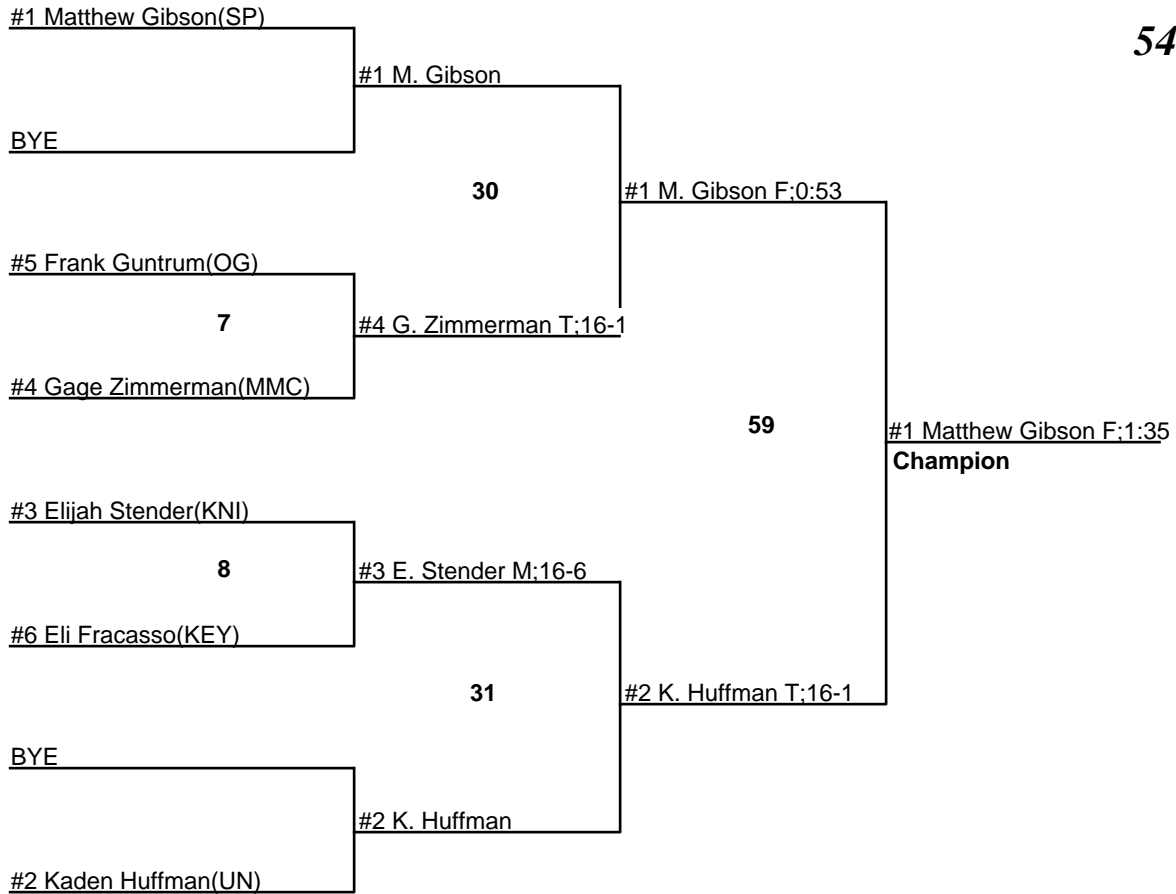 #1 Matthew Gibson(SP)
54
#1 M. Gibson
BYE
30
#1 M. Gibson F;0:53
#5 Frank Guntrum(OG)
7
#4 G. Zimmerman T;16-1
#4 Gage Zimmerman(MMC)
59
#1 Matthew Gibson F;1:35
Champion
#3 Elijah Stender(KNI)
8
#3 E. Stender M;16-6
#6 Eli Fracasso(KEY)
31
#2 K. Huffman T;16-1
BYE
#2 K. Huffman
#2 Kaden Huffman(UN)